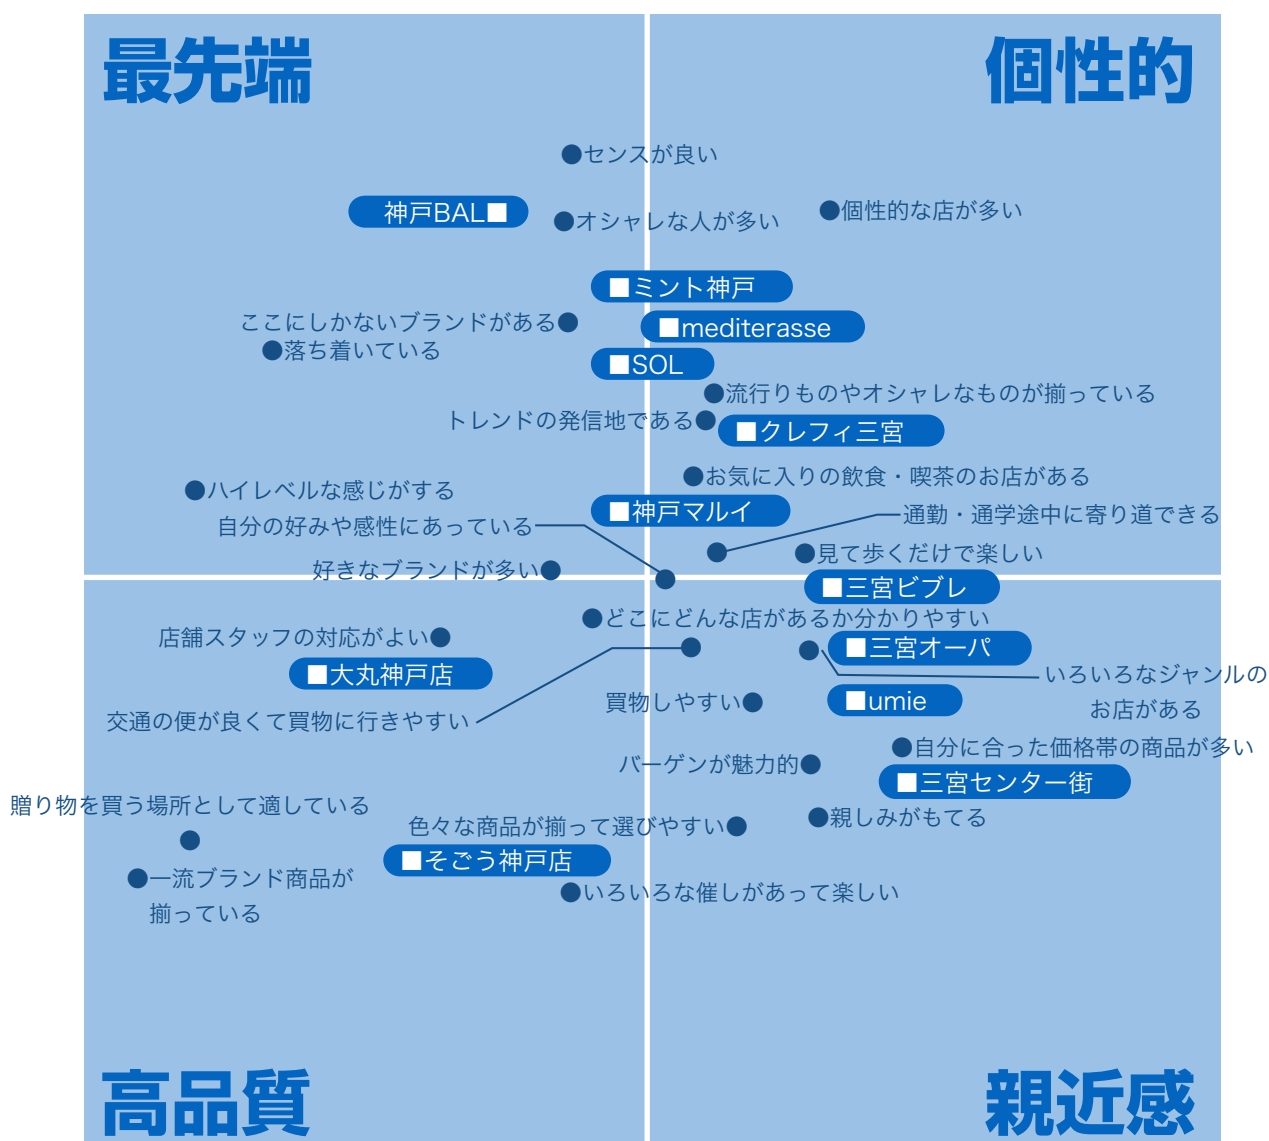 最先端
個性的
●センスが良い
神戸BAL■
●オシャレな人が多い
●個性的な店が多い
■ミント神戸
ここにしかないブランドがある●
■mediterasse
●落ち着いている
■SOL
●流行りものやオシャレなものが揃っている
トレンドの発信地である●
■クレフィ三宮
●お気に入りの飲食・喫茶のお店がある
●ハイレベルな感じがする
■神戸マルイ
通勤・通学途中に寄り道できる
自分の好みや感性にあっている
●見て歩くだけで楽しい
好きなブランドが多い●
■三宮ビブレ
●どこにどんな店があるか分かりやすい
店舗スタッフの対応がよい●
■三宮オーパ
■大丸神戸店
いろいろなジャンルの
お店がある
買物しやすい●
■umie
交通の便が良くて買物に行きやすい
●自分に合った価格帯の商品が多い
バーゲンが魅力的●
■三宮センター街
贈り物を買う場所として適している
●親しみがもてる
色々な商品が揃って選びやすい●
■そごう神戸店
●一流ブランド商品が
揃っている
●いろいろな催しがあって楽しい
高品質
親近感